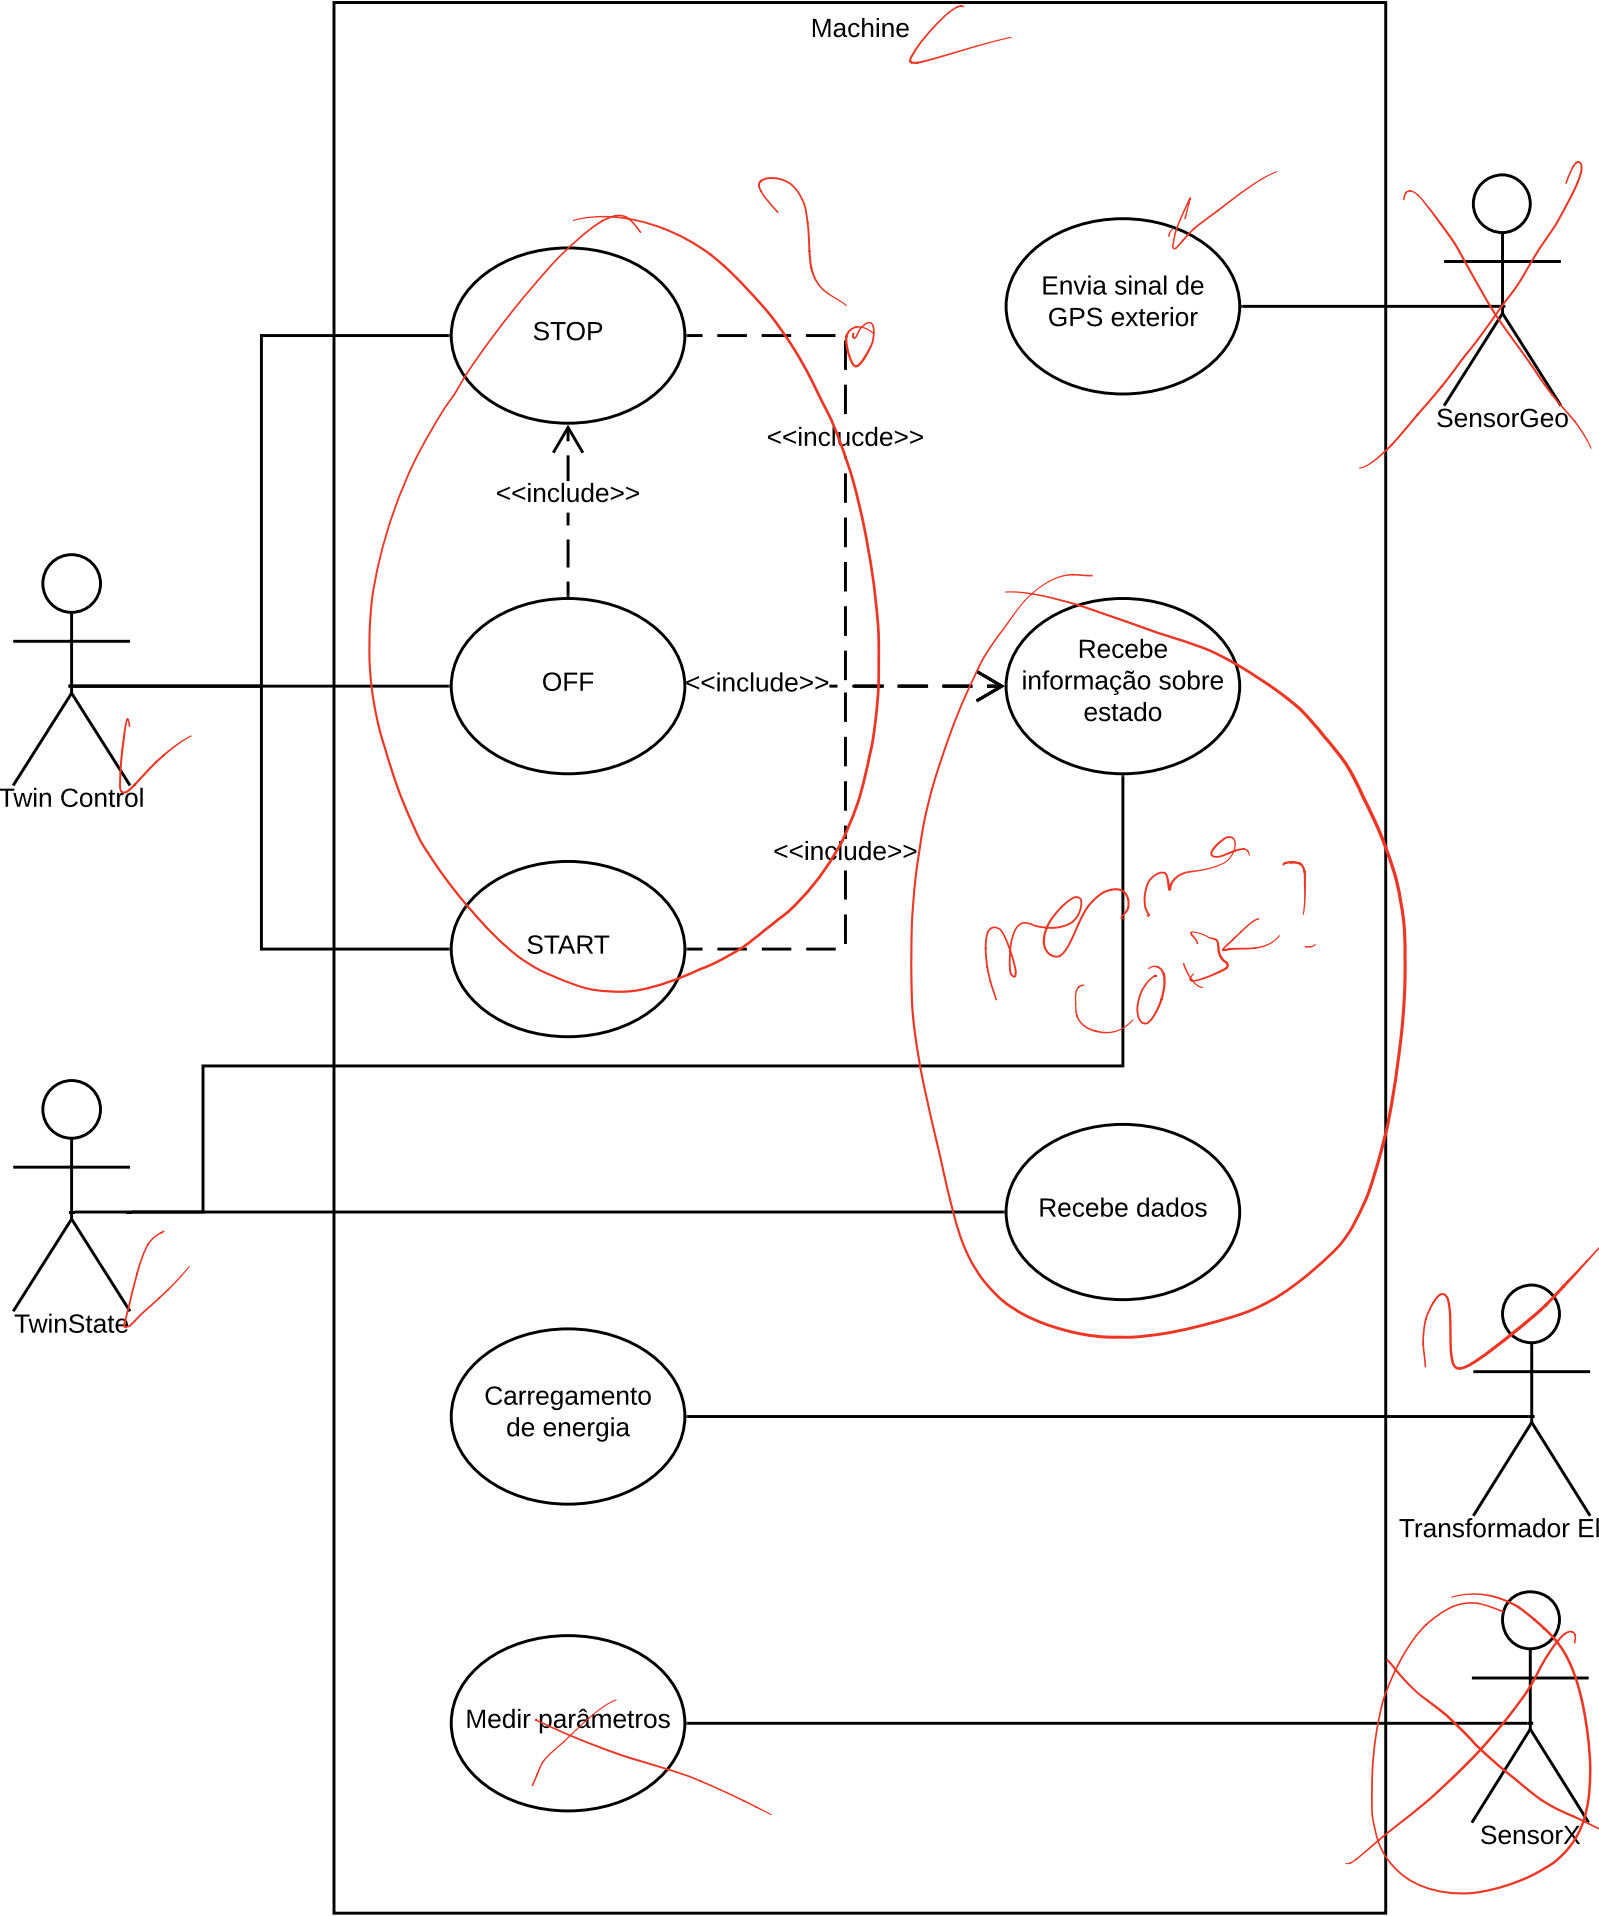 Machine
Envia sinal de
GPS exterior
STOP
SensorGeo
<<inclucde>>
<<include>>
Recebe
informação sobre
estado
OFF
<<include>>
Twin Control
<<include>>
START
Recebe dados
TwinState
Carregamento
de energia
Transformador El
Medir parâmetros
SensorX